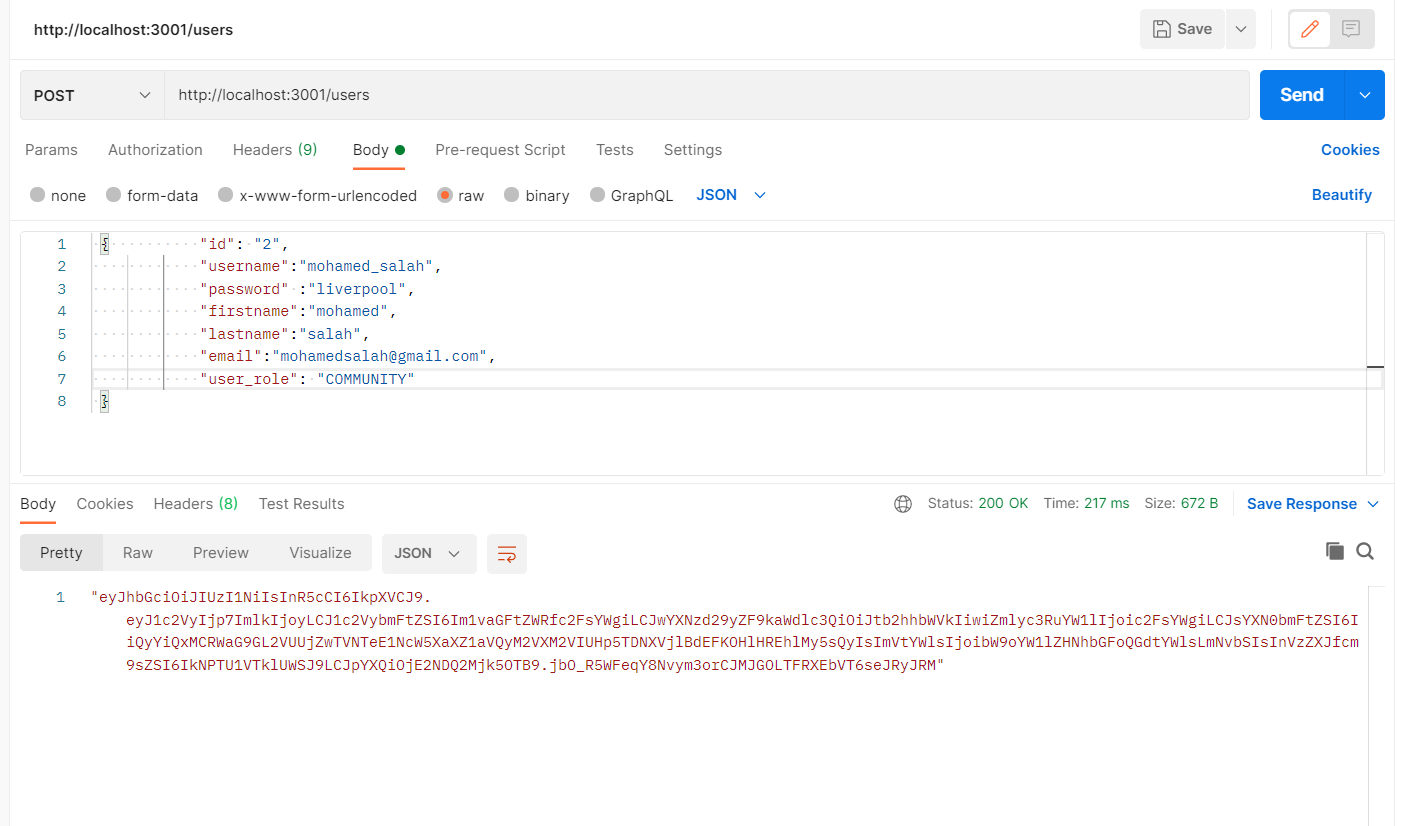 http://localhost:3001/users
Save
POST
http://localhost:3001/users
Send
Params Authorization Headers (9) Body Pre-request Script Tests Settings Cookies
none form-data x-www-form-urlencoded raw binary GraphQL JSON Beautify
1 { "id": "2",
2 "username":"mohamed_salah",
3 "password" :"liverpool",
4 "firstname":"mohamed",
5 "lastname":"salah",
6 "email":"mohamedsalah@gmail.com",
7 "user_role": "COMMUNITY"
8 }
Body Cookies Headers (8) Test Results Status: 200 OK Time: 217 ms Size: 672 B Save Response
Pretty Raw Preview Visualize JSON
1 "eyJhbGciOiJIUzI1NiIsInR5cCI6IkpXVCJ9.
eyJ1c2VyIjp7ImlkIjoyLCJ1c2VybmFtZSI6Im1vaGFtZWRfc2FsYWgiLCJwYXNzd29yZF9kaWdlc3QiOiJtb2hhbWVkIiwiZmlyc3RuYW1lIjoic2FsYWgiLCJsYXN0bmFtZSI6I
iQyYiQxMCRWaG9GL2VUUjZwTVNTeE1NcW5XaXZ1aVQyM2VXM2VIUHp5TDNXVjlBdEFKOHlHREhlMy5sQyIsImVtYWlsIjoibW9oYW1lZHNhbGFoQGdtYWlsLmNvbSIsInVzZXJfcm
9sZSI6IkNPTU1VTklUWSJ9LCJpYXQiOjE2NDQ2Mjk5OTB9.jbO_R5WFeqY8Nvym3orCJMJGOLTFRXEbVT6seJRyJRM"